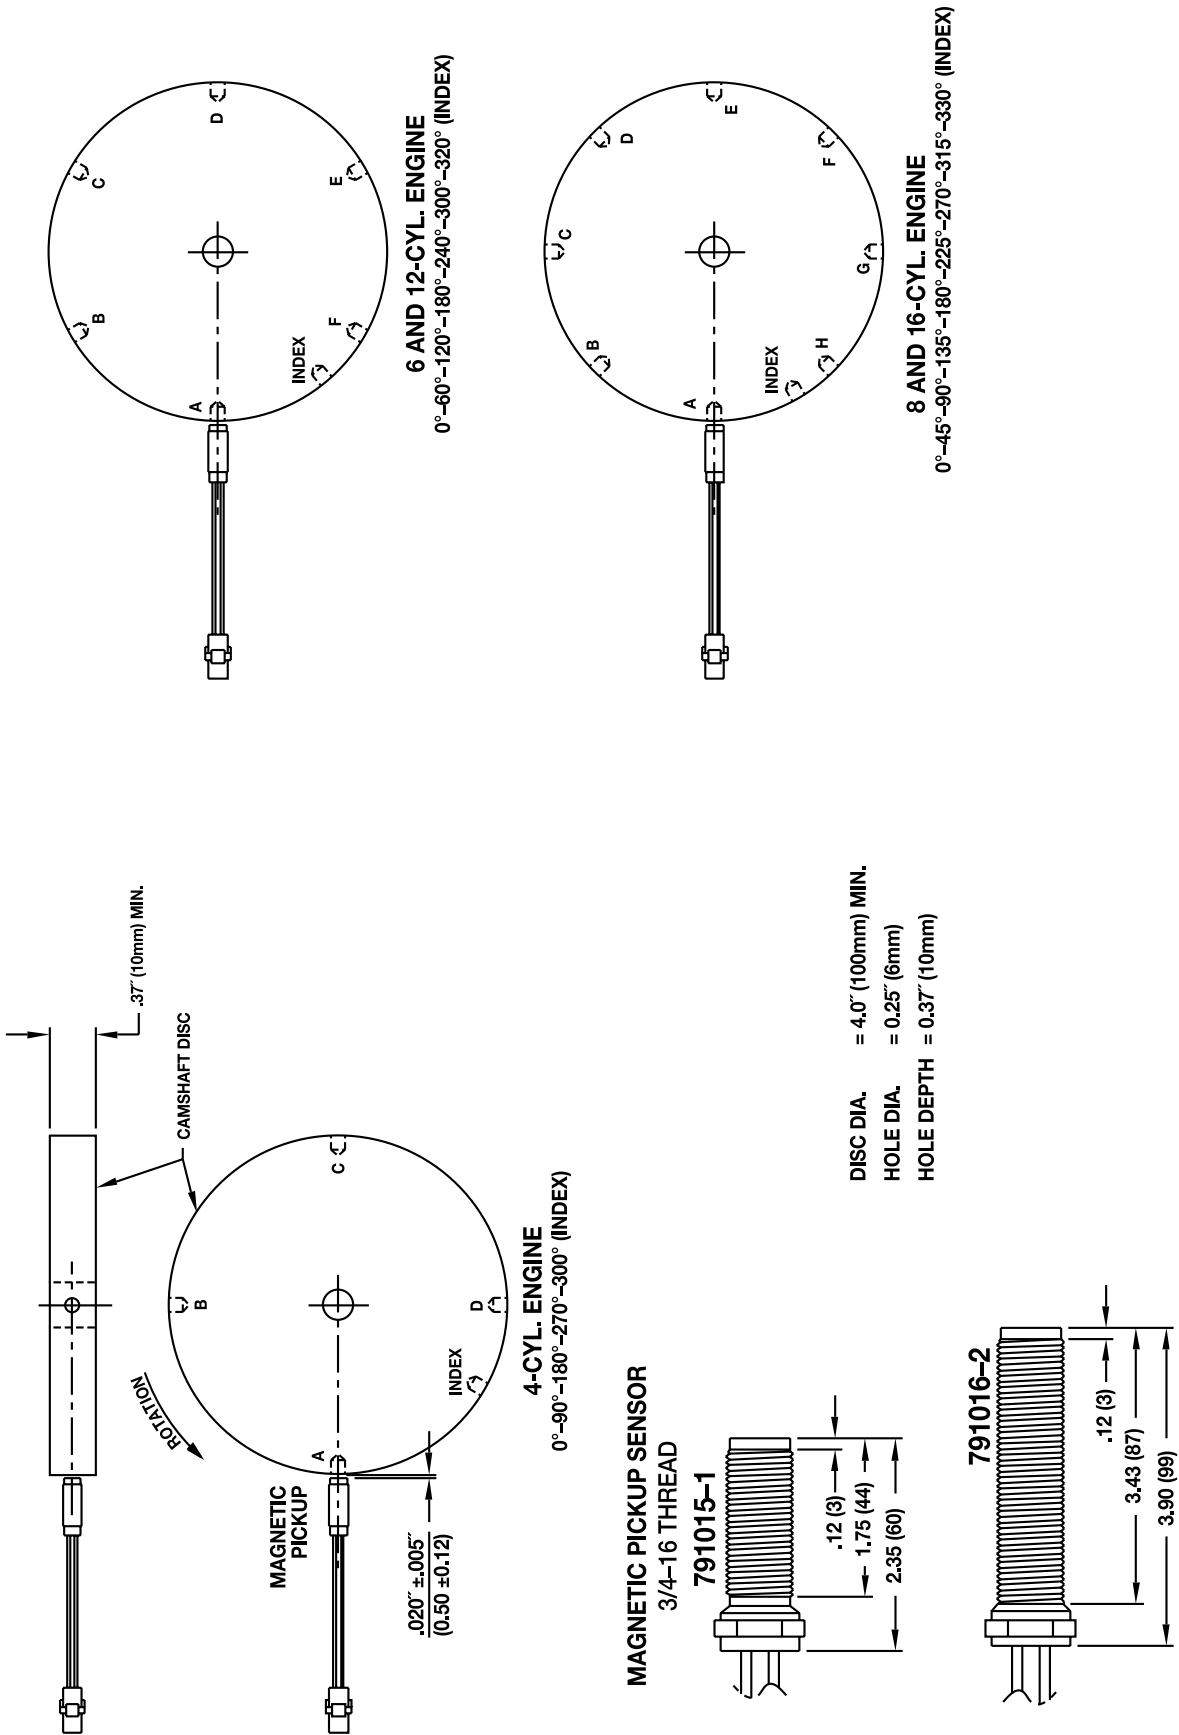 .37″ (10mm) MIN.
CAMSHAFT DISC
ROTATION
MAGNETIC
PICKUP
A
B
C
D
INDEX
.020″ ±.005″
(0.50 ±0.12)
4-CYL. ENGINE
0°–90°–180°–270°–300° (INDEX)
A
B
C
D
E
F
INDEX
6 AND 12-CYL. ENGINE
0°–60°–120°–180°–240°–300°–320° (INDEX)
A
B
C
D
E
F
G
H
INDEX
8 AND 16-CYL. ENGINE
0°–45°–90°–135°–180°–225°–270°–315°–330° (INDEX)
MAGNETIC PICKUP SENSOR
3/4–16 THREAD
791015–1
.12 (3)
1.75 (44)
2.35 (60)
791016–2
.12 (3)
3.43 (87)
3.90 (99)
DISC DIA. = 4.0″ (100mm) MIN.
HOLE DIA. = 0.25″ (6mm)
HOLE DEPTH = 0.37″ (10mm)